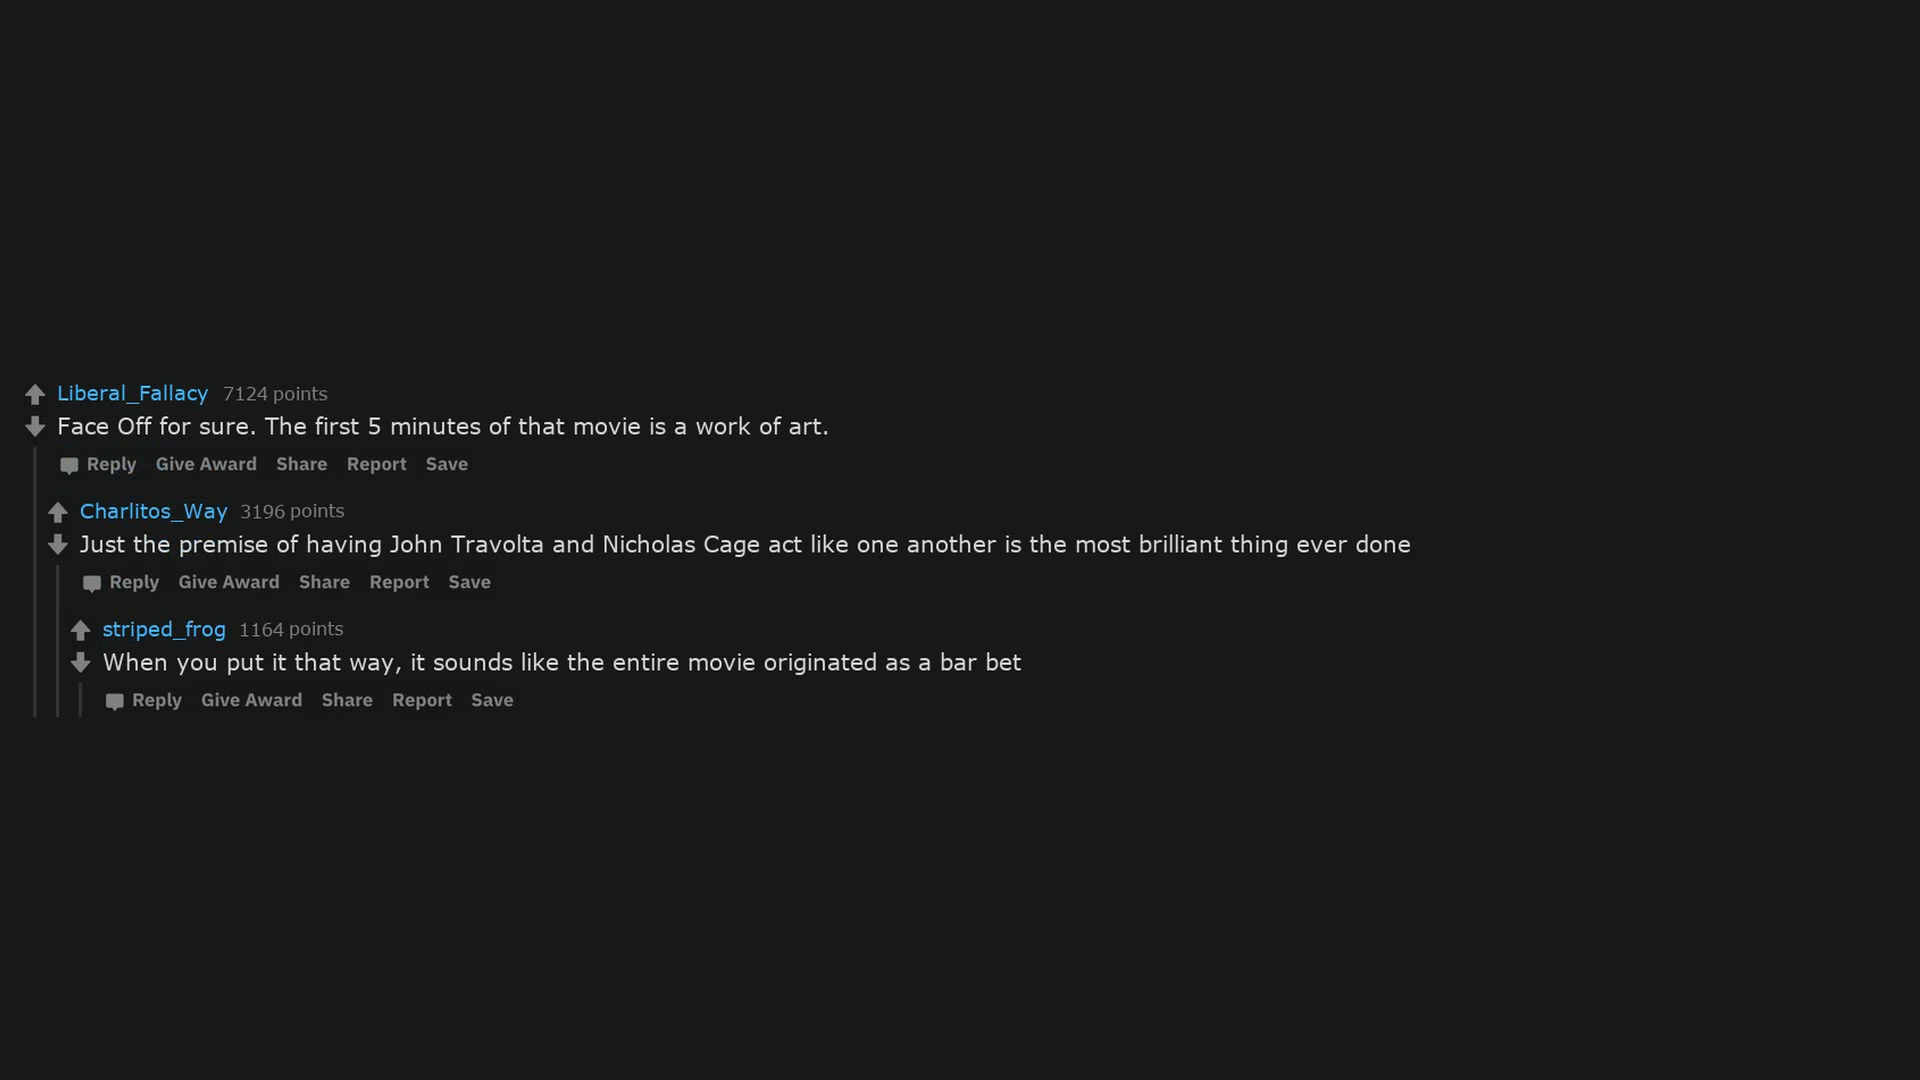 Liberal_Fallacy 7124 points
Face Off for sure. The first 5 minutes of that movie is a work of art.
Reply Give Award Share Report Save
Charlitos_Way 3196 points
Just the premise of having John Travolta and Nicholas Cage act like one another is the most brilliant thing ever done
Reply Give Award Share Report Save
striped_frog 1164 points
When you put it that way, it sounds like the entire movie originated as a bar bet
Reply Give Award Share Report Save